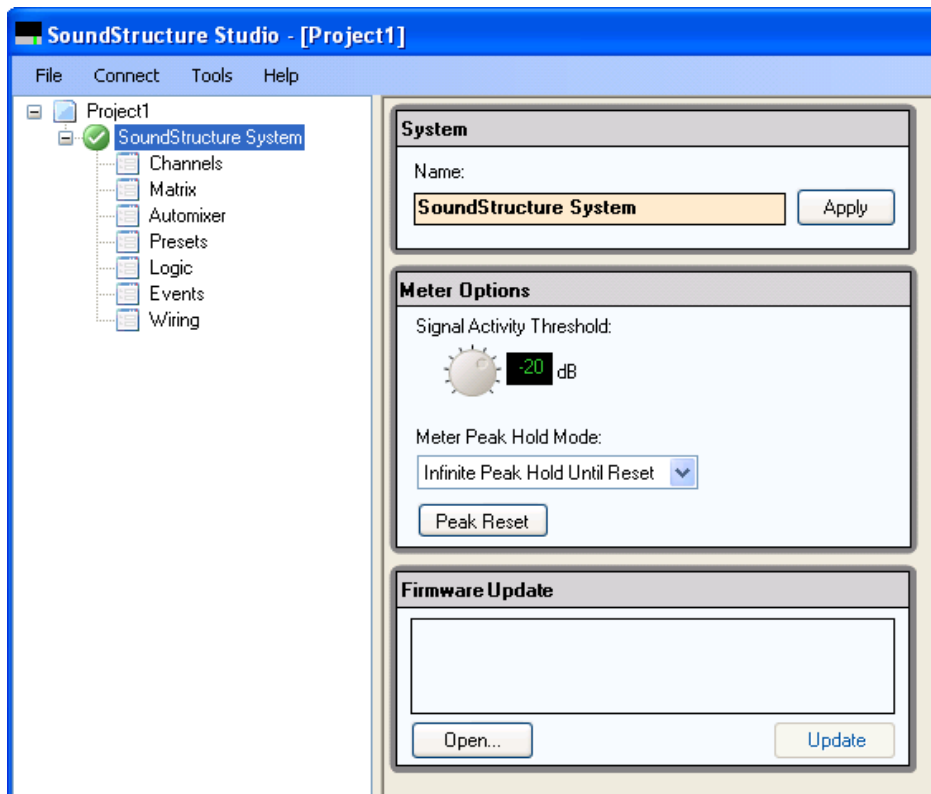 SoundStructure Studio - [Project1]
File Connect Tools Help
Project1
SoundStructure System
Channels
Matrix
Automixer
Presets
Logic
Events
Wiring
System
Name:
SoundStructure System
Apply
Meter Options
Signal Activity Threshold:
-20 dB
Meter Peak Hold Mode:
Infinite Peak Hold Until Reset
Peak Reset
Firmware Update
Open...
Update